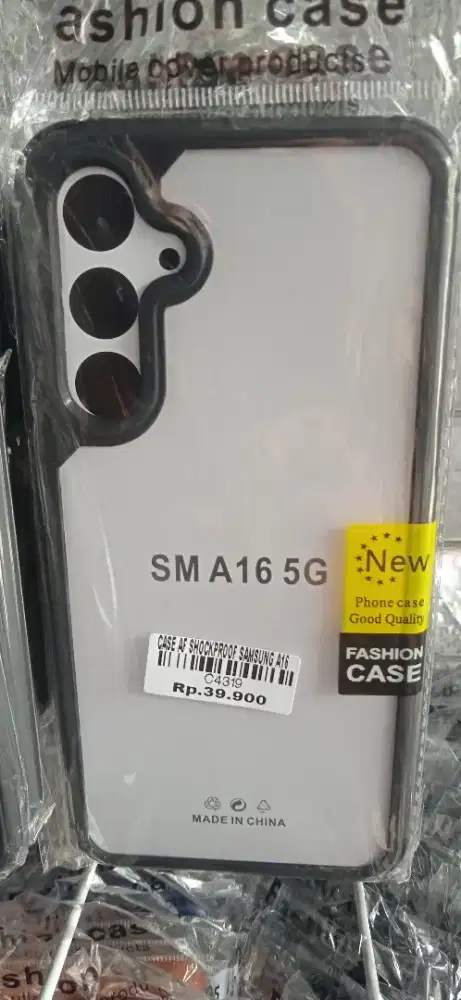 ashion case
Mobile cover products
SM A16 5G
New
Phone case
Good Quality
FASHION
CASE
CASE AF SHOCKPROOF SAMSUNG A16
C4319
Rp.39.900
MADE IN CHINA